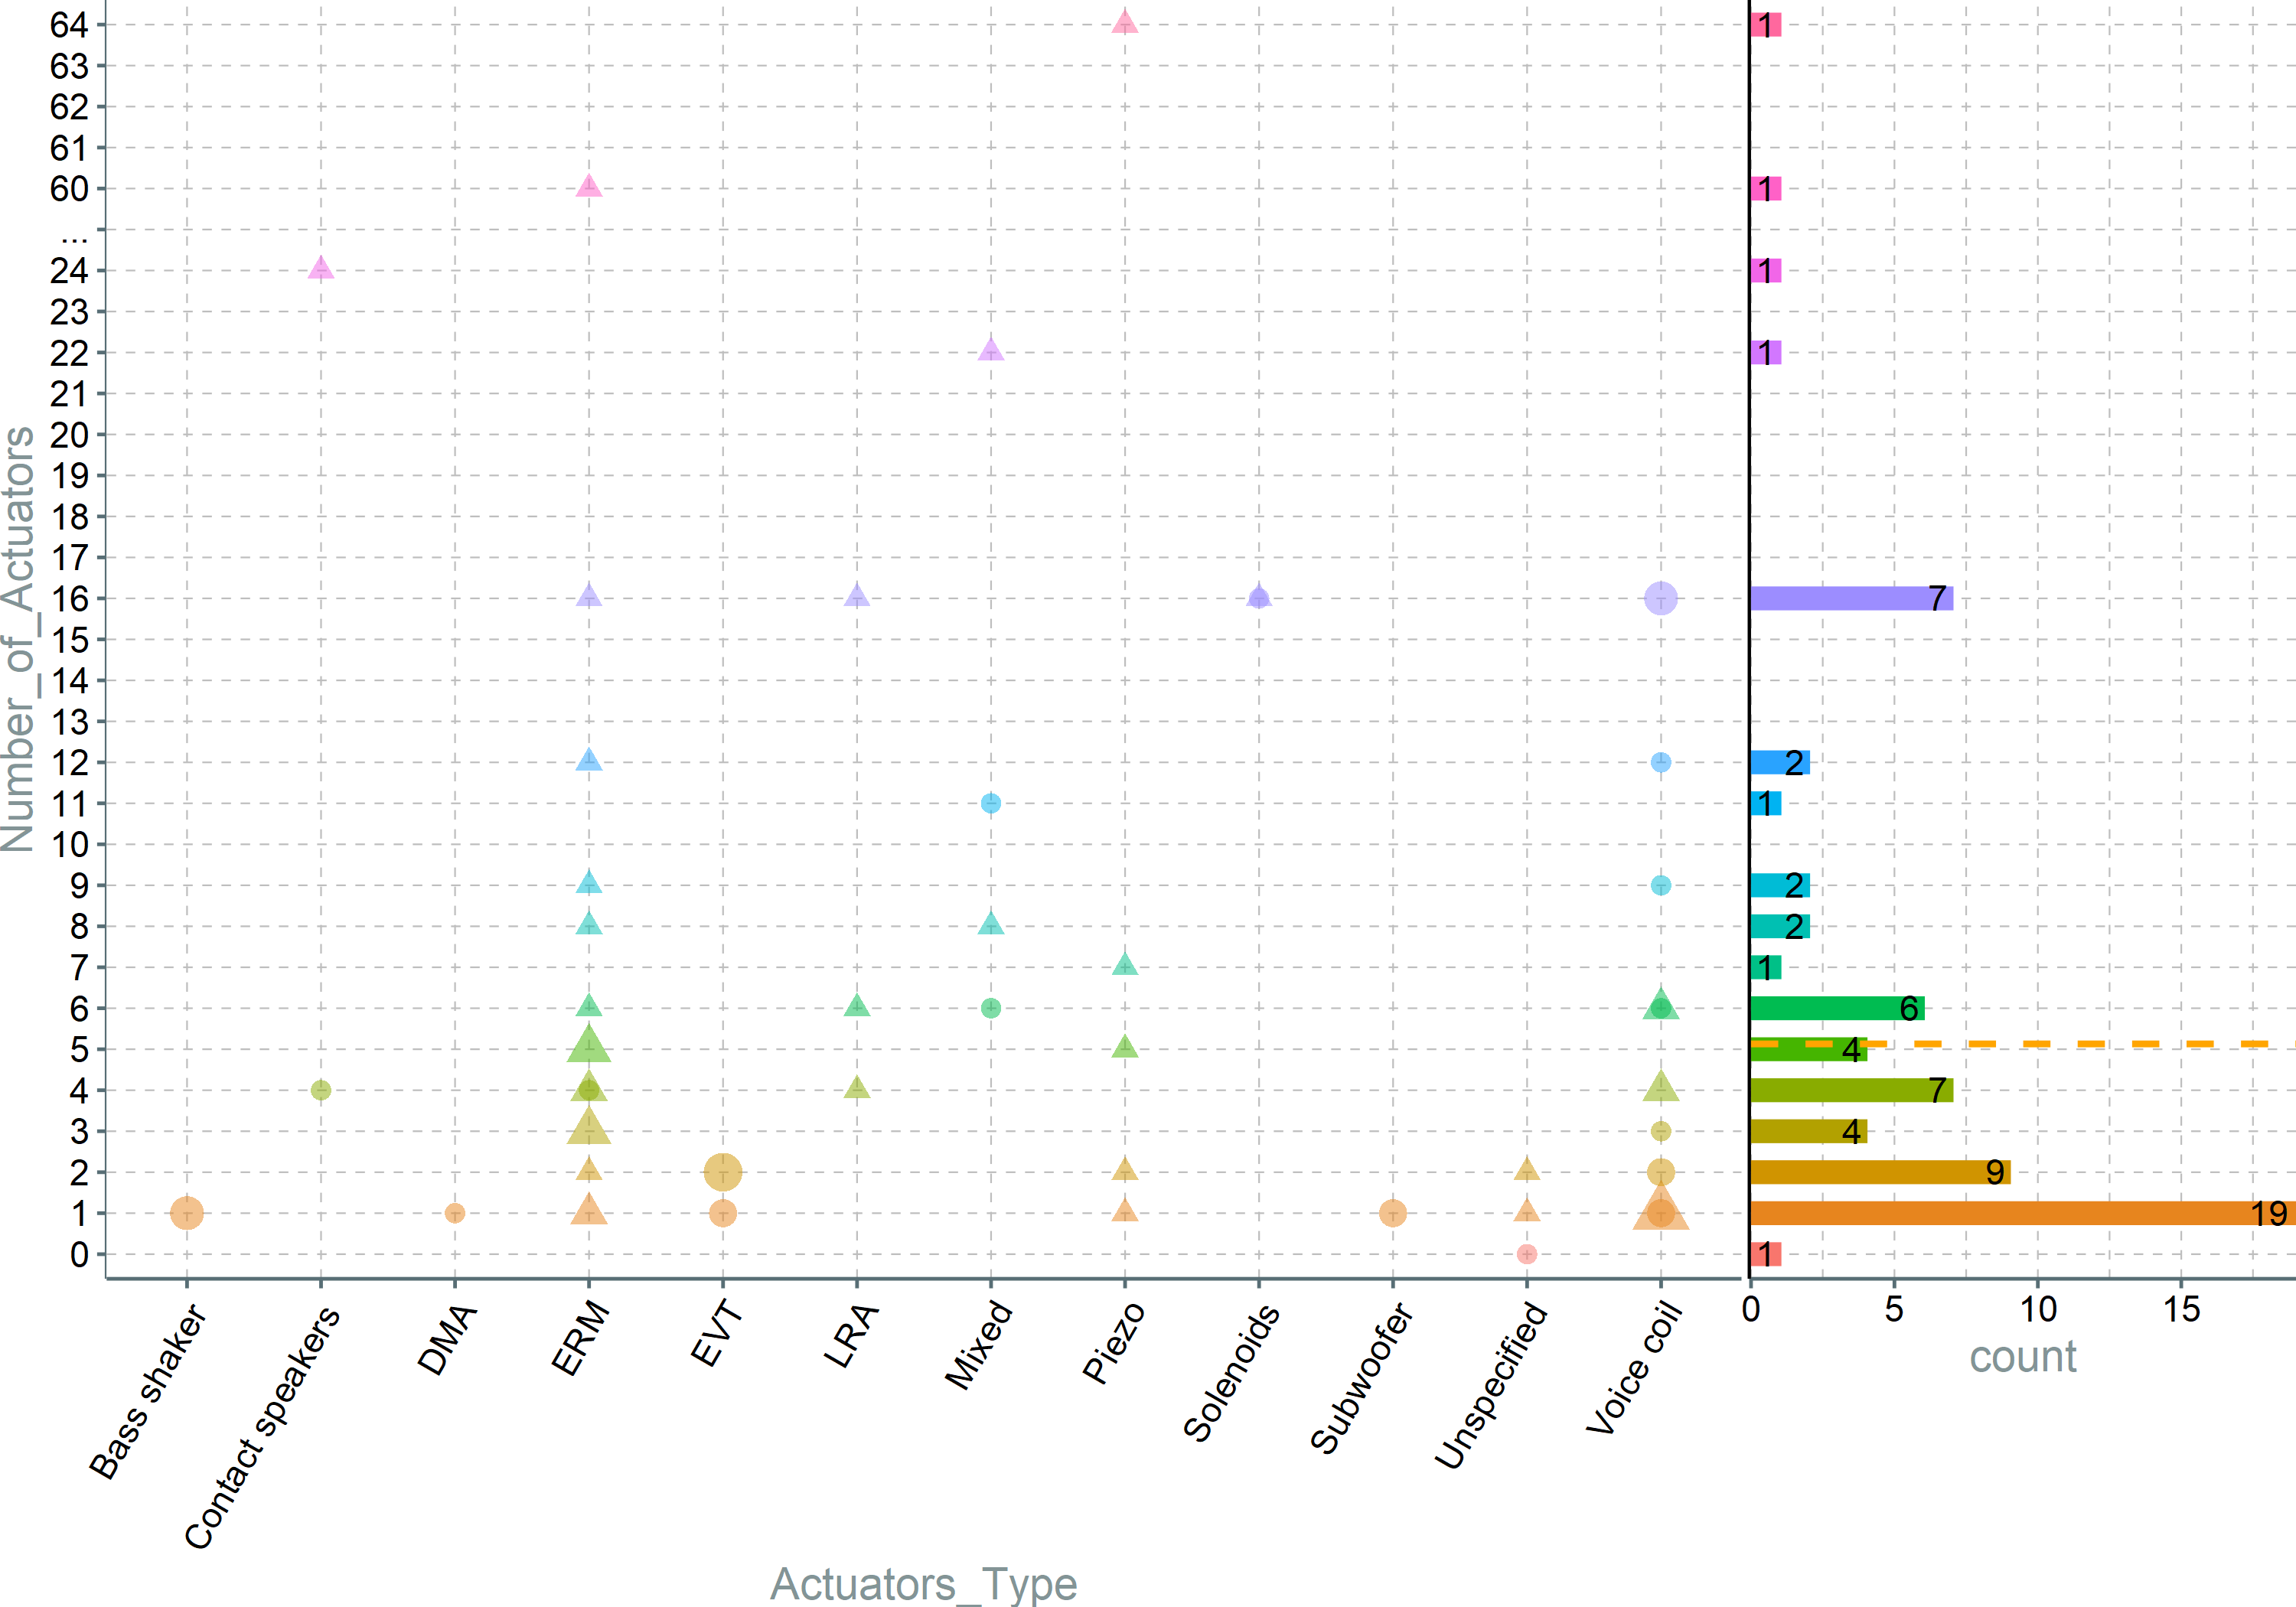 Number_of_Actuators
64 1
63
62
61
60 1
...
24 1
23
22 1
21
20
19
18
17
16 7
15
14
13
12 2
11 1
10
9 2
8 2
7 1
6 6
5 4
4 7
3 4
2 9
1 19
0 1
Bass shaker
Contact speakers
DMA
ERM
EVT
LRA
Mixed
Piezo
Solenoids
Subwoofer
Unspecified
Voice coil
0 5 10 15
count
Actuators_Type